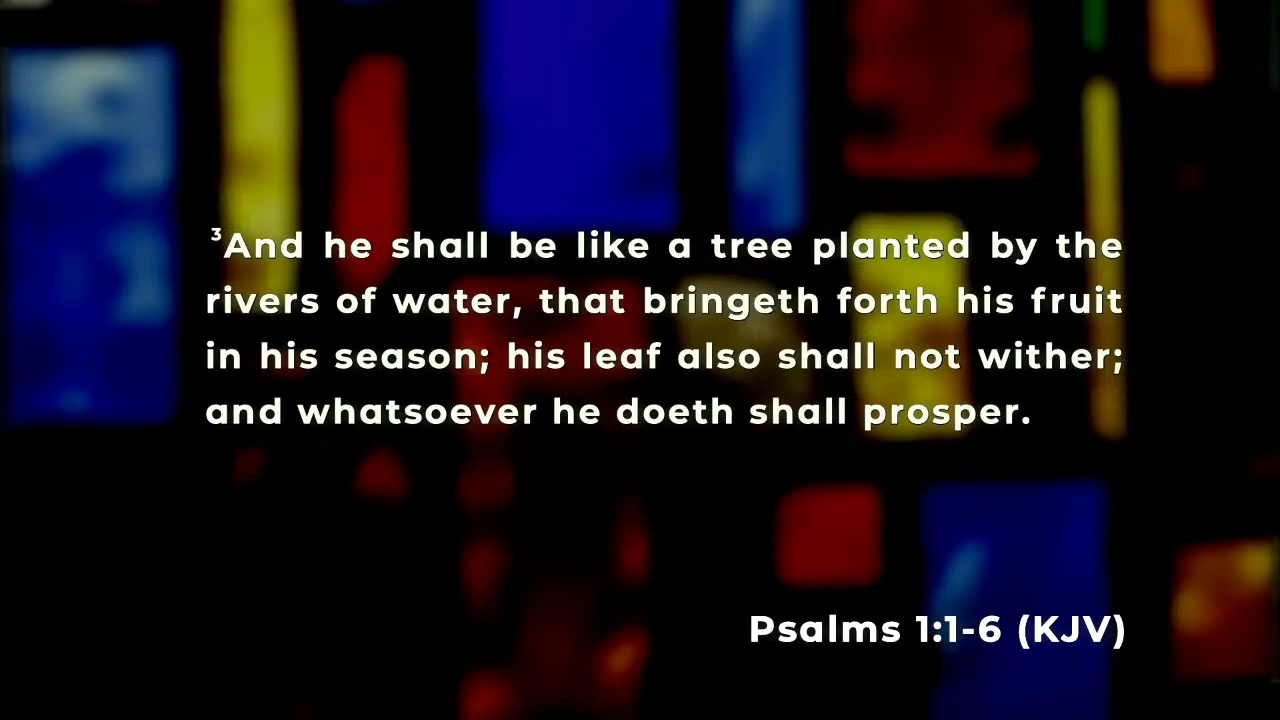 ³And he shall be like a tree planted by the
rivers of water, that bringeth forth his fruit
in his season; his leaf also shall not wither;
and whatsoever he doeth shall prosper.
Psalms 1:1-6 (KJV)